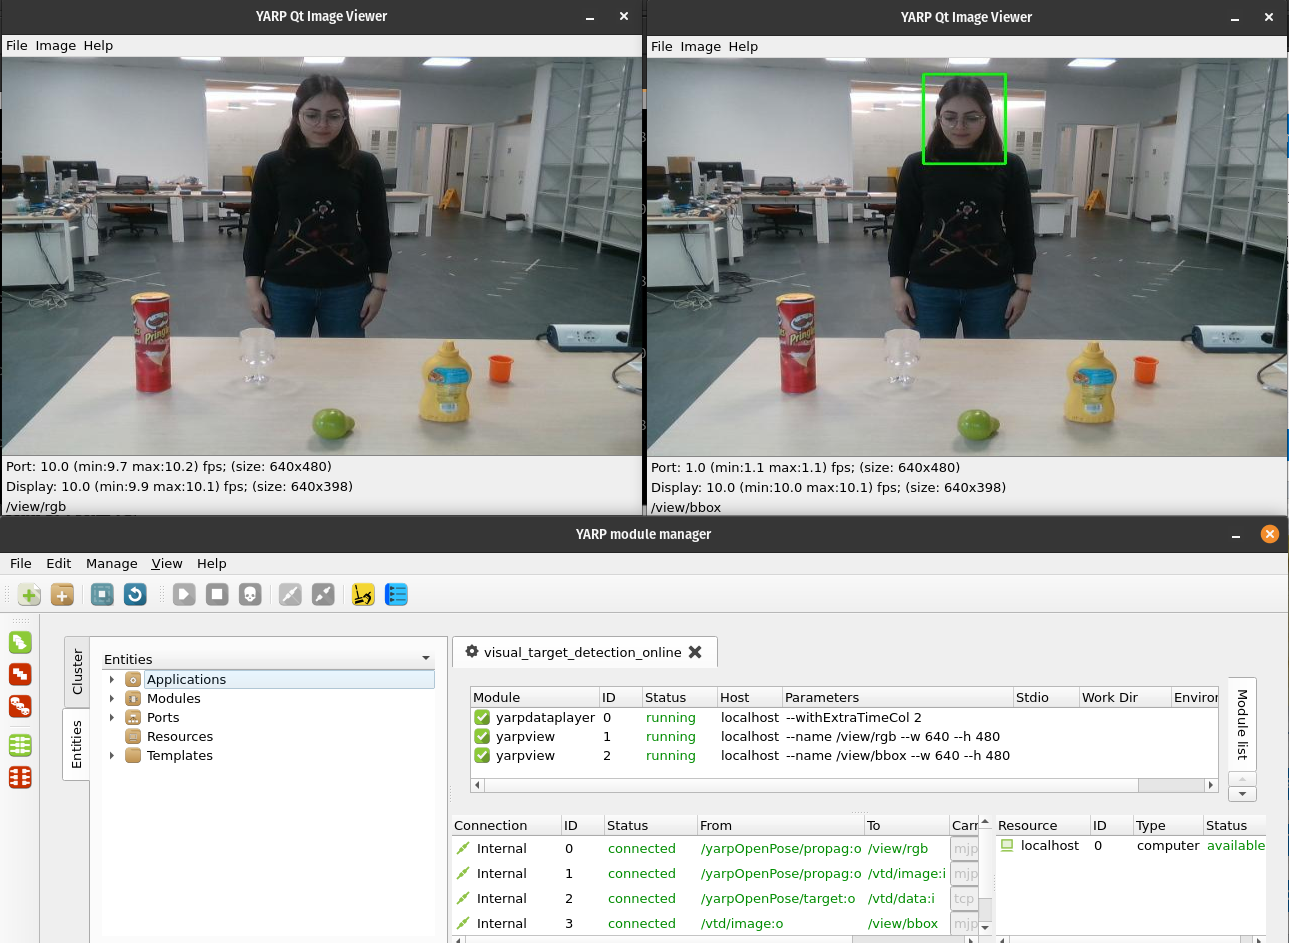 YARP Qt Image Viewer
File Image Help
Pringles
Port: 10.0 (min:9.7 max:10.2) fps; (size: 640x480)
Display: 10.0 (min:9.9 max:10.1) fps; (size: 640x398)
/view/rgb
YARP Qt Image Viewer
File Image Help
Port: 1.0 (min:1.1 max:1.1) fps; (size: 640x480)
Display: 10.0 (min:10.0 max:10.1) fps; (size: 640x398)
/view/bbox
YARP module manager
File Edit Manage View Help
Cluster
Entities
Entities
Applications
Modules
Ports
Resources
Templates
visual_target_detection_online
Module ID Status Host Parameters Stdio Work Dir Enviror
yarpdataplayer 0 running localhost --withExtraTimeCol 2
yarpview 1 running localhost --name /view/rgb --w 640 --h 480
yarpview 2 running localhost --name /view/bbox --w 640 --h 480
Module list
Connection ID Status From To Carr
Internal 0 connected /yarpOpenPose/propag:o /view/rgb mjp
Internal 1 connected /yarpOpenPose/propag:o /vtd/image:i mjp
Internal 2 connected /yarpOpenPose/target:o /vtd/data:i tcp
Internal 3 connected /vtd/image:o /view/bbox mjp
Resource ID Type Status
localhost 0 computer available